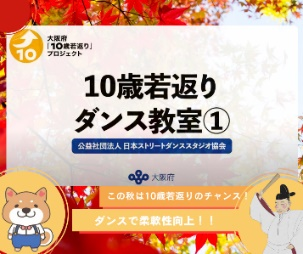 大阪府
「10歳若返り」
プロジェクト
10
10歳若返り
ダンス教室①
公益社団法人 日本ストリートダンススタジオ協会
大阪府
この秋は10歳若返りのチャンス！
ダンスで柔軟性向上！！